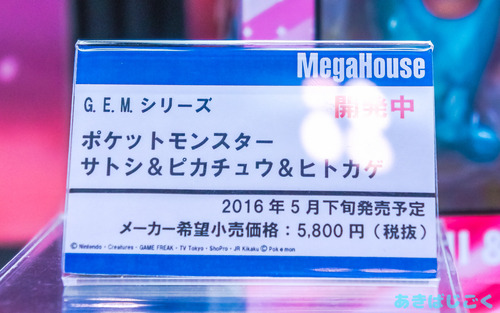 MegaHouse
G.E.M.シリーズ
開発中
ポケットモンスター
サトシ&ピカチュウ&ヒトカゲ
2016年5月下旬発売予定
メーカー希望小売価格:5,800円(税抜)
©Nintendo・Creatures・GAME FREAK・TV Tokyo・ShoPro・JR Kikaku ©Pokémon
あきばじごく